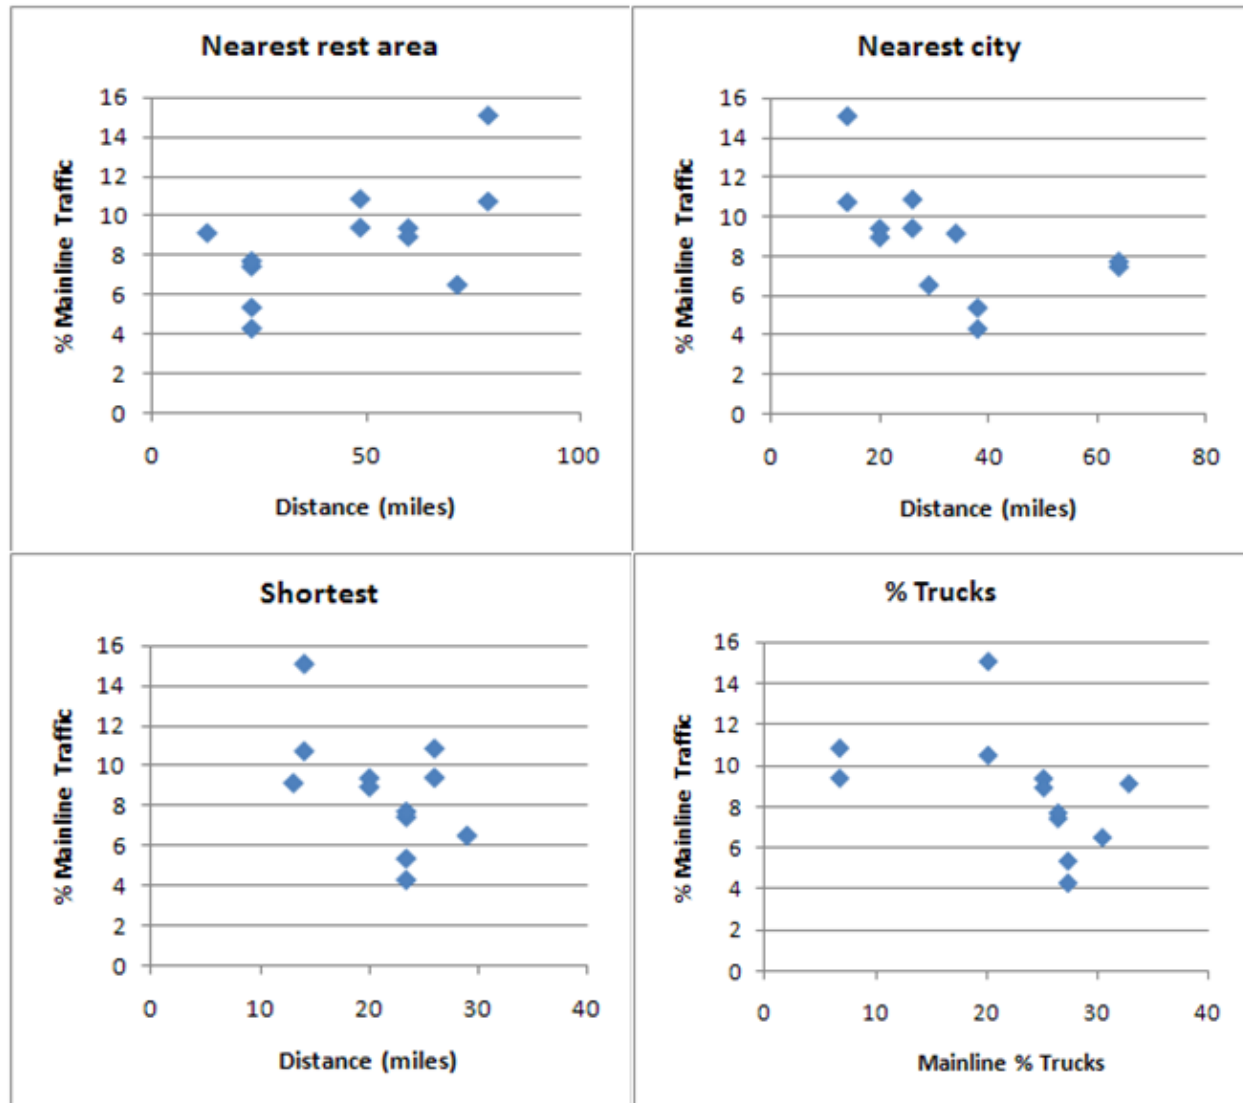 Nearest rest area
16
14
12
10
8
6
4
2
0
% Mainline Traffic
0 50 100
Distance (miles)
Nearest city
16
14
12
10
8
6
4
2
0
% Mainline Traffic
0 20 40 60 80
Distance (miles)
Shortest
16
14
12
10
8
6
4
2
0
% Mainline Traffic
0 10 20 30 40
Distance (miles)
% Trucks
16
14
12
10
8
6
4
2
0
% Mainline Traffic
0 10 20 30 40
Mainline % Trucks